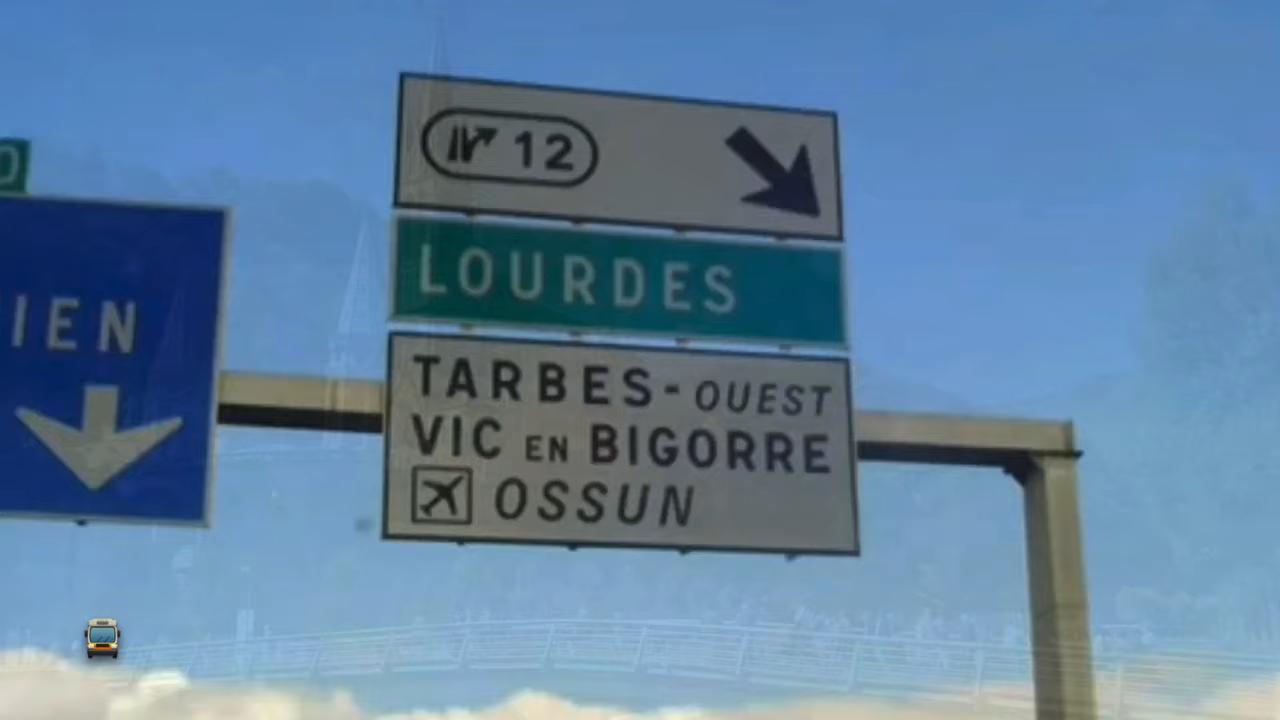 IEN
12
LOURDES
TARBES-OUEST
VIC EN BIGORRE
OSSUN